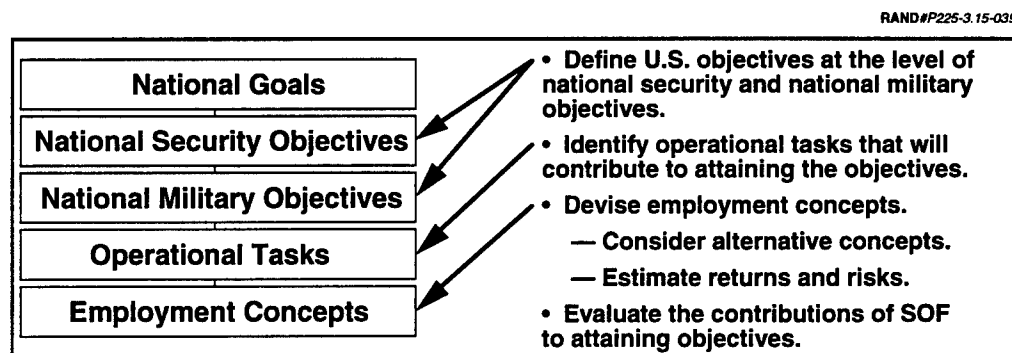 RAND#P225-3.15-039
National Goals
National Security Objectives
National Military Objectives
Operational Tasks
Employment Concepts
• Define U.S. objectives at the level of
national security and national military
objectives.
• Identify operational tasks that will
contribute to attaining the objectives.
• Devise employment concepts.
— Consider alternative concepts.
— Estimate returns and risks.
• Evaluate the contributions of SOF
to attaining objectives.